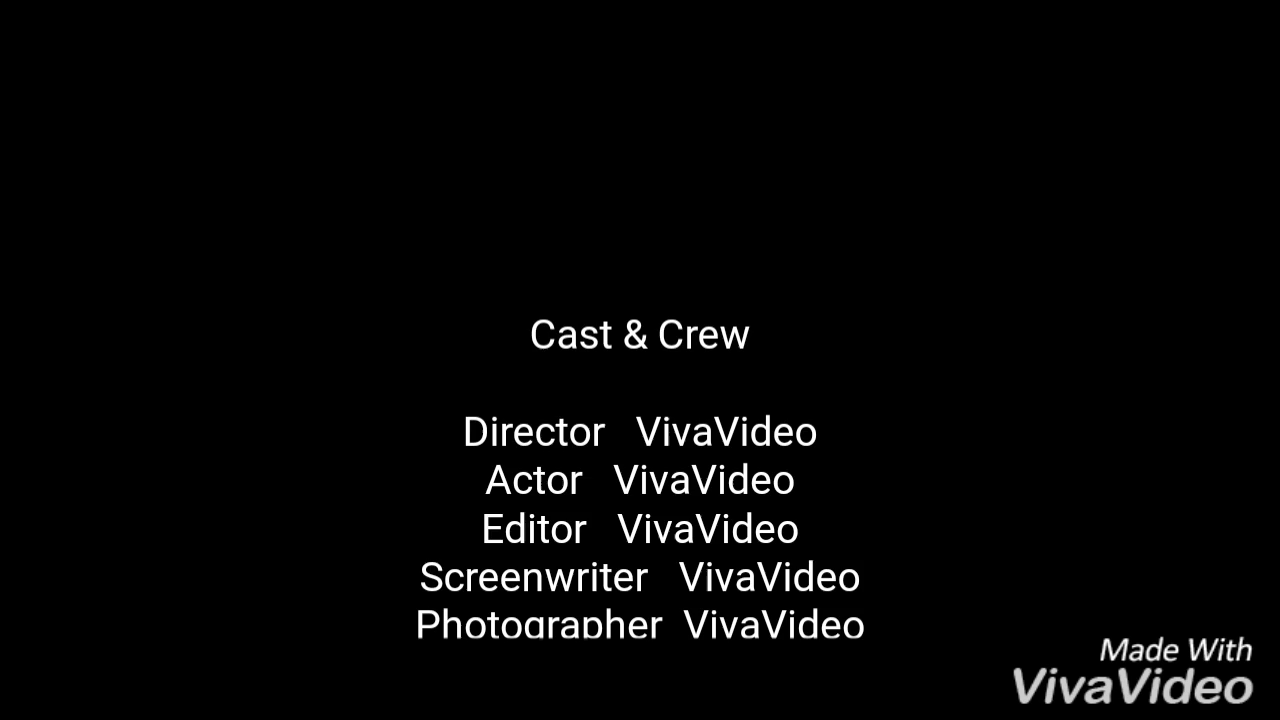 Cast & Crew
Director VivaVideo
Actor VivaVideo
Editor VivaVideo
Screenwriter VivaVideo
Photographer VivaVideo
Made With
VivaVideo